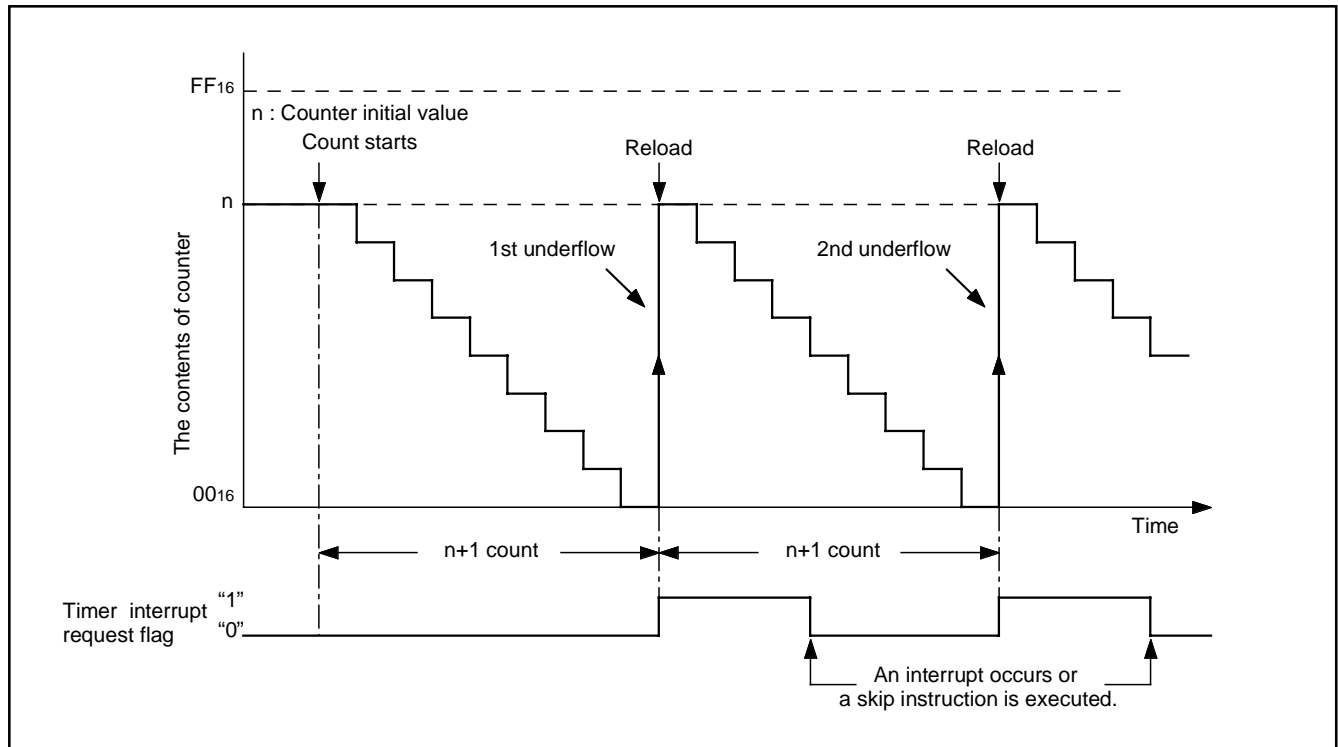 FF16
n : Counter initial value
Count starts
Reload
Reload
n
1st underflow
2nd underflow
The contents of counter
0016
Time
n+1 count
n+1 count
Timer interrupt
request flag
“1”
“0”
An interrupt occurs or
a skip instruction is executed.